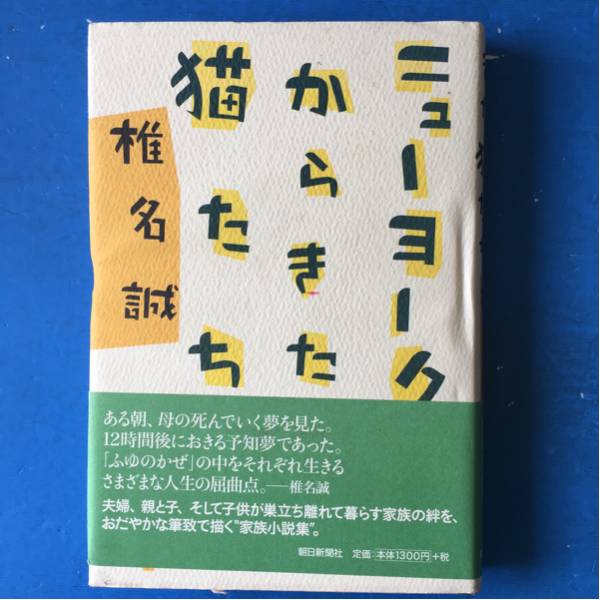 ニューヨーク
からきた
猫たち
椎名誠
ある朝、母の死んでいく夢を見た。
12時間後におきる予知夢であった。
「ふゆのかぜ」の中をそれぞれ生きる
さまざまな人生の屈曲点。──椎名誠
夫婦、親と子、そして子供が巣立ち離れて暮らす家族の絆を、
おだやかな筆致で描く"家族小説集"。
朝日新聞社 定価:本体1300円+税